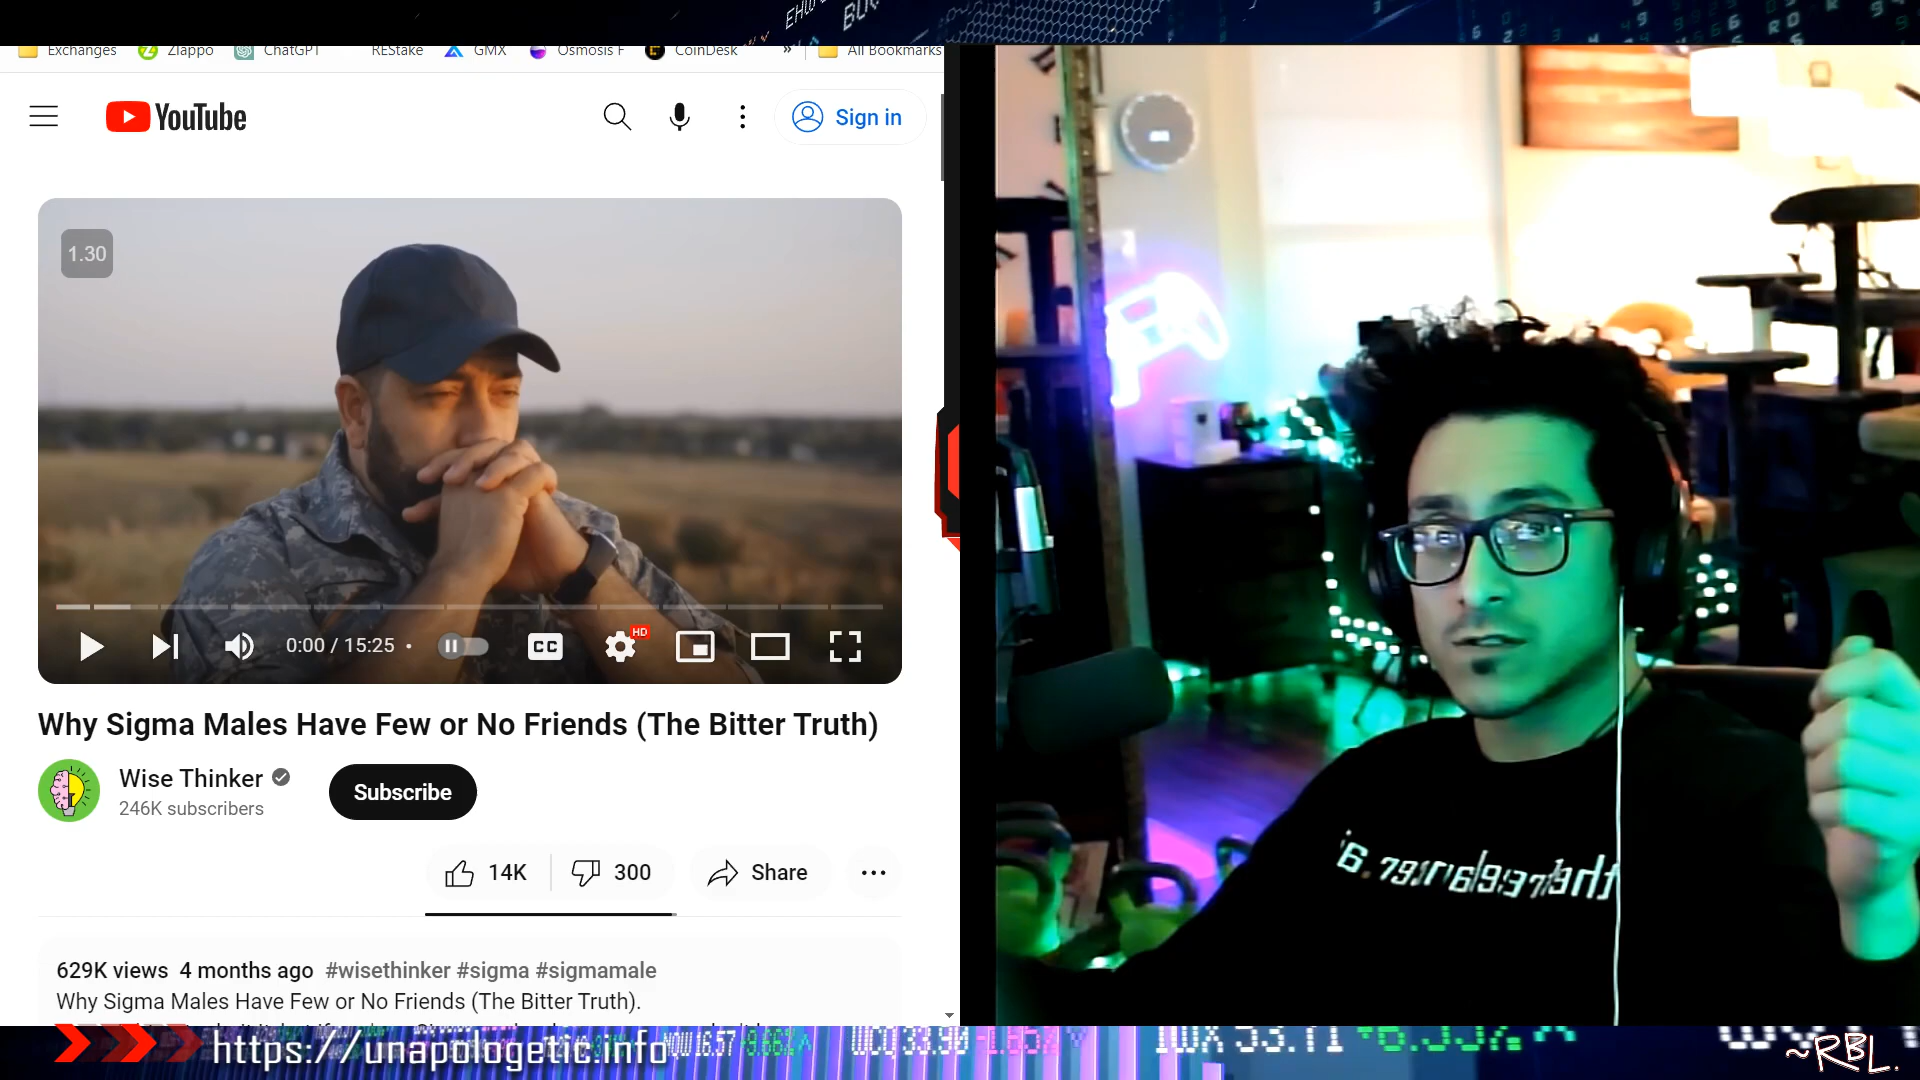 Exchanges Zlappo ChatGPT REStake GMX Osmosis F CoinDesk » All Bookmarks
YouTube
Sign in
1.30
0:00 / 15:25
CC
HD
Why Sigma Males Have Few or No Friends (The Bitter Truth)
Wise Thinker
246K subscribers
Subscribe
14K
300
Share
629K views 4 months ago #wisethinker #sigma #sigmamale
Why Sigma Males Have Few or No Friends (The Bitter Truth).
https://unapologetic.info
~RBL.